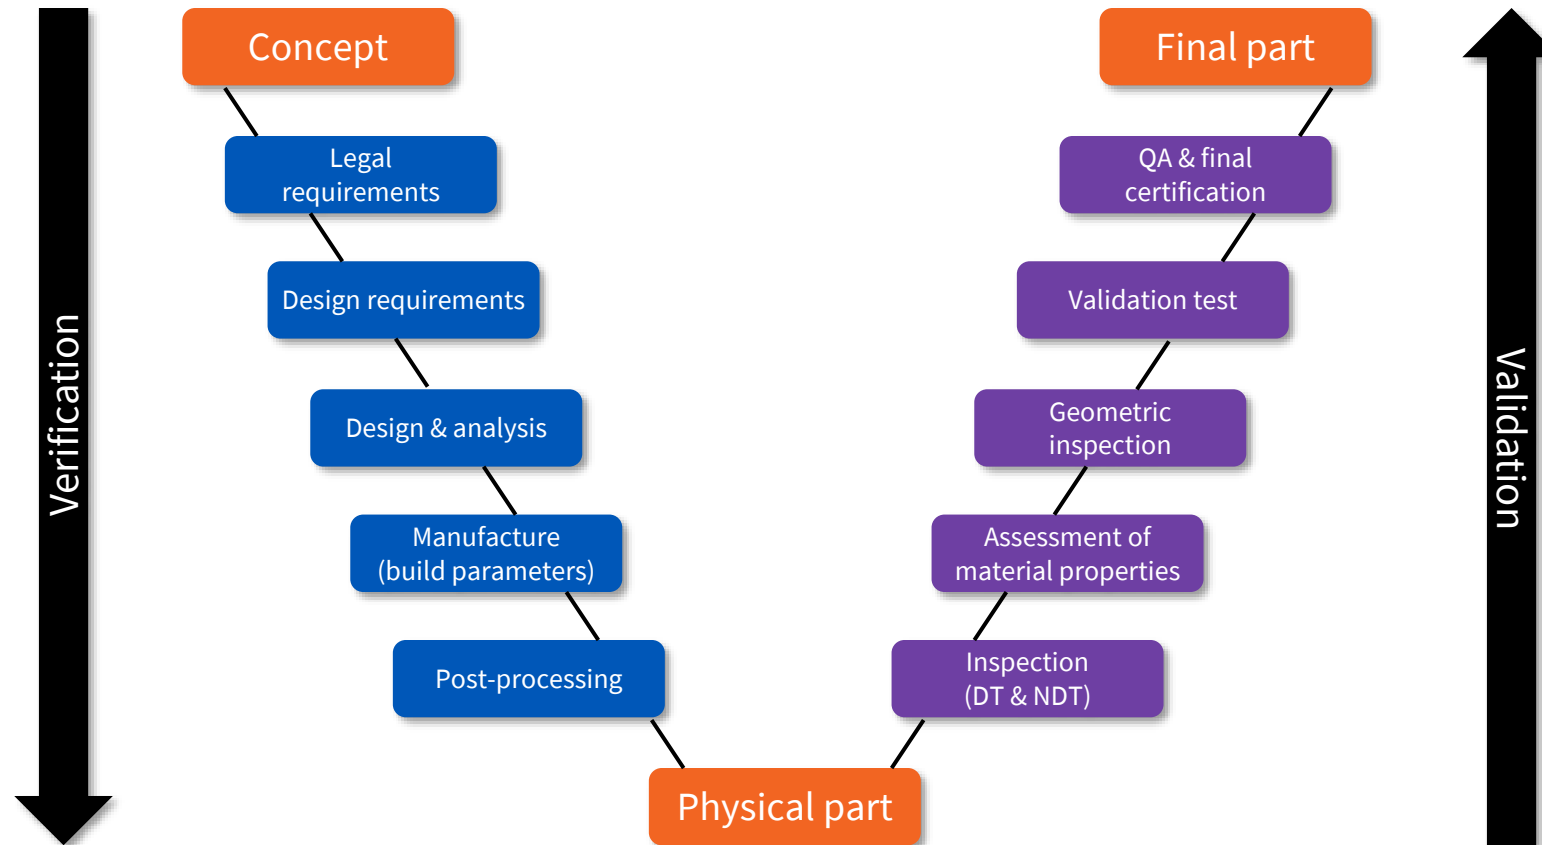 Concept
Final part
Legal
requirements
QA & final
certification
Design requirements
Validation test
Design & analysis
Geometric
inspection
Manufacture
(build parameters)
Assessment of
material properties
Post-processing
Inspection
(DT & NDT)
Physical part
Verification
Validation